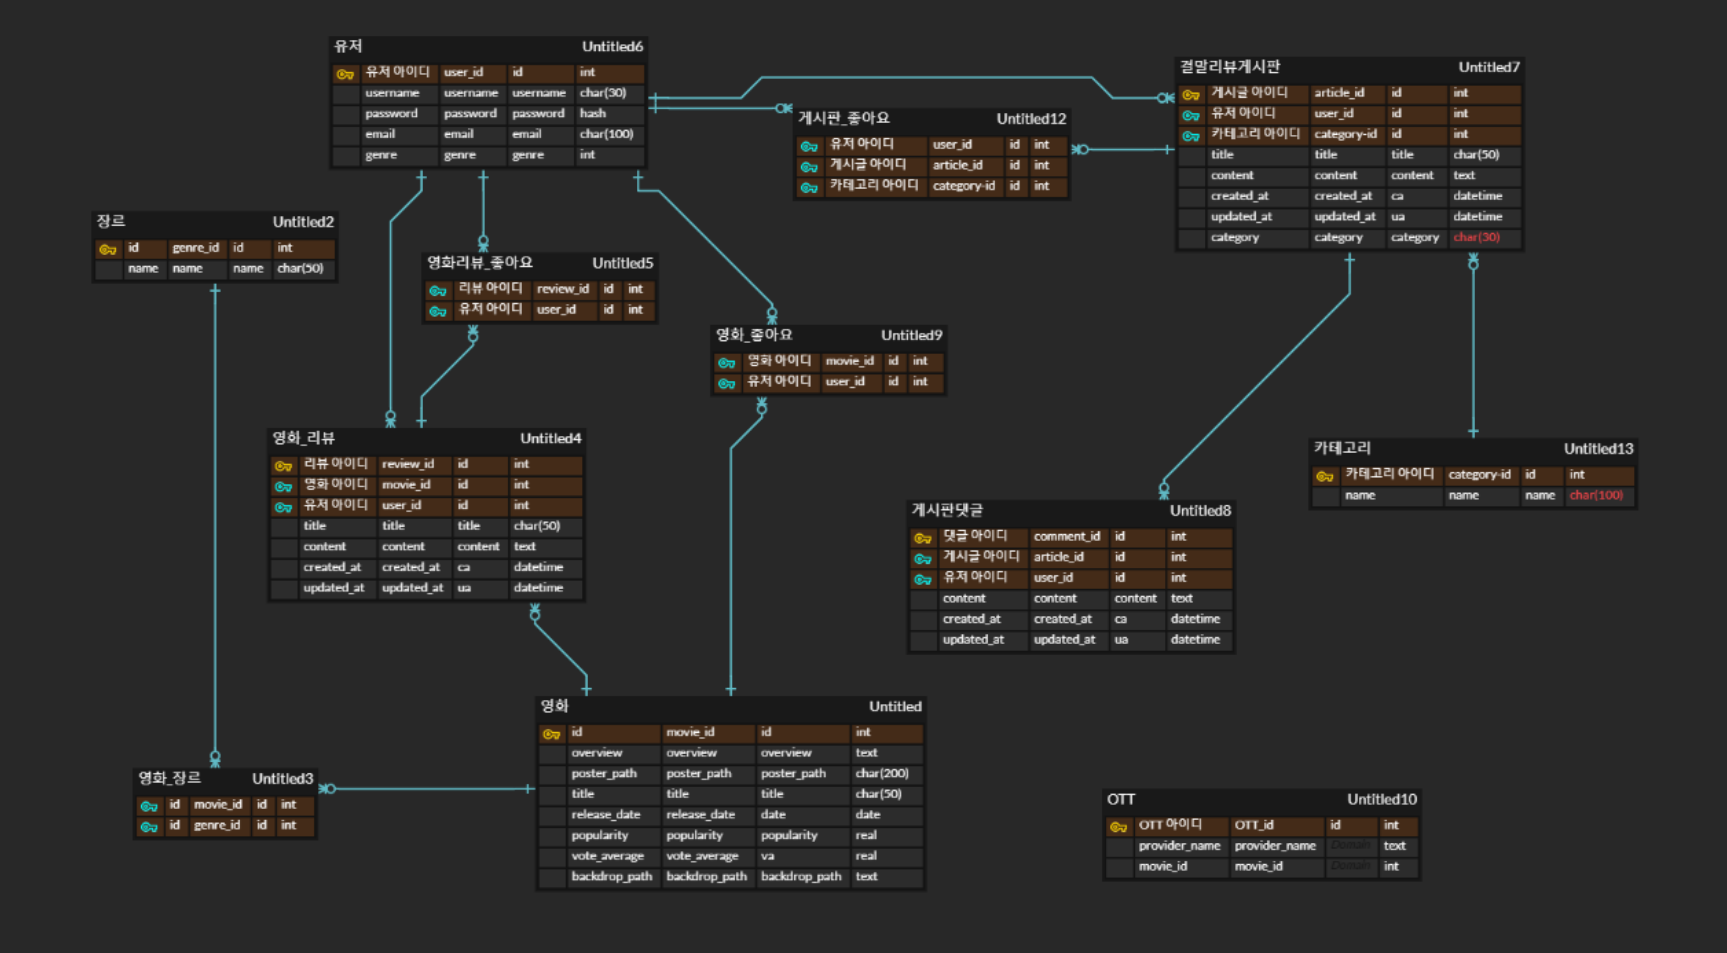 유저 Untitled6
유저 아이디 user_id id int
username username username char(30)
password password password hash
email email email char(100)
genre genre genre int
결말리뷰게시판 Untitled7
게시글 아이디 article_id id int
유저 아이디 user_id id int
카테고리 아이디 category-id id int
title title title char(50)
content content content text
created_at created_at ca datetime
updated_at updated_at ua datetime
category category category char(30)
게시판_좋아요 Untitled12
유저 아이디 user_id id int
게시글 아이디 article_id id int
카테고리 아이디 category-id id int
장르 Untitled2
id genre_id id int
name name name char(50)
영화리뷰_좋아요 Untitled5
리뷰 아이디 review_id id int
유저 아이디 user_id id int
영화_좋아요 Untitled9
영화 아이디 movie_id id int
유저 아이디 user_id id int
영화_리뷰 Untitled4
리뷰 아이디 review_id id int
영화 아이디 movie_id id int
유저 아이디 user_id id int
title title title char(50)
content content content text
created_at created_at ca datetime
updated_at updated_at ua datetime
카테고리 Untitled13
카테고리 아이디 category-id id int
name name name char(100)
게시판댓글 Untitled8
댓글 아이디 comment_id id int
게시글 아이디 article_id id int
유저 아이디 user_id id int
content content content text
created_at created_at ca datetime
updated_at updated_at ua datetime
영화 Untitled
id movie_id id int
overview overview overview text
poster_path poster_path poster_path char(200)
title title title char(50)
release_date release_date date date
popularity popularity popularity real
vote_average vote_average va real
backdrop_path backdrop_path backdrop_path text
영화_장르 Untitled3
id movie_id id int
id genre_id id int
OTT Untitled10
OTT 아이디 OTT_id id int
provider_name provider_name Domain text
movie_id movie_id Domain int